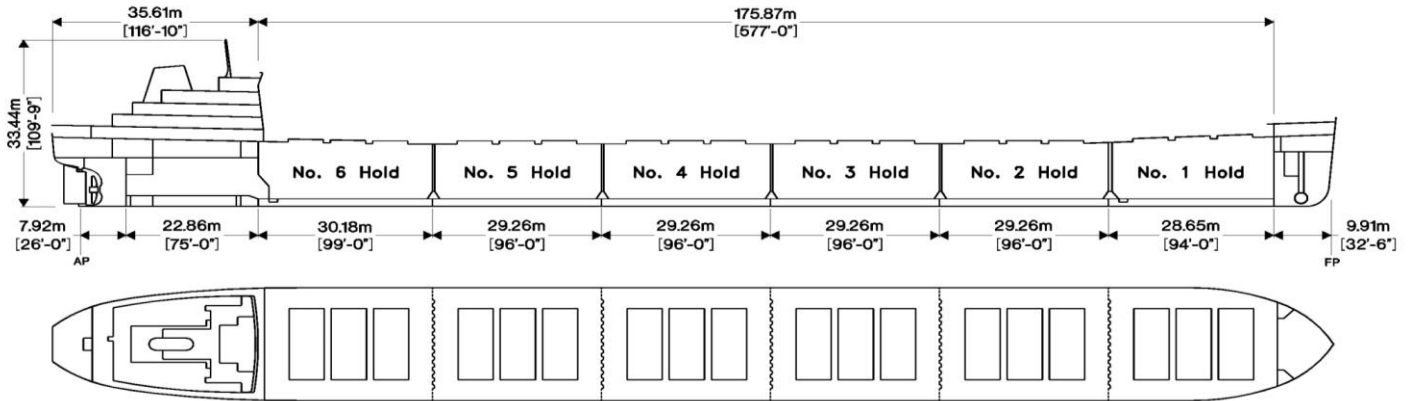 35.61m
[116'-10"]
175.87m
[577'-0"]
33.44m
[109'-9"]
No. 6 Hold
No. 5 Hold
No. 4 Hold
No. 3 Hold
No. 2 Hold
No. 1 Hold
7.92m
[26'-0"]
22.86m
[75'-0"]
30.18m
[99'-0"]
29.26m
[96'-0"]
29.26m
[96'-0"]
29.26m
[96'-0"]
29.26m
[96'-0"]
28.65m
[94'-0"]
9.91m
[32'-6"]
AP
FP